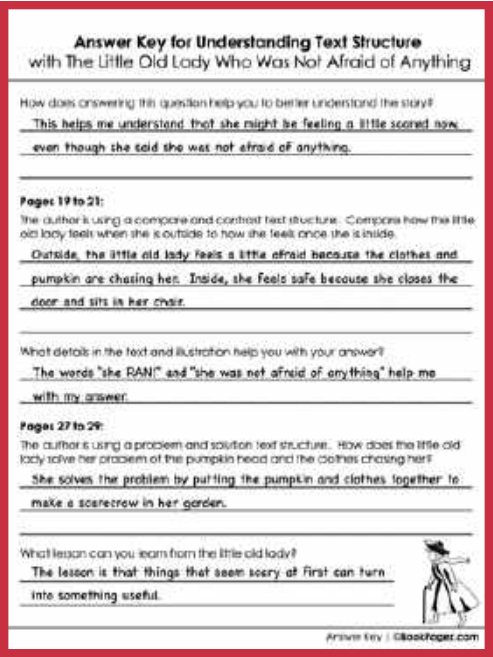 Answer Key for Understanding Text Structure
with The Little Old Lady Who Was Not Afraid of Anything
How does answering this question help you to better understand the story?
This helps me understand that she might be feeling a little scared now,
even though she said she was not afraid of anything.
Pages 19 to 21:
The author is using a compare and contrast text structure. Compare how the little
old lady feels when she is outside to how she feels once she is inside.
Outside, the little old lady feels a little afraid because the clothes and
pumpkin are chasing her. Inside, she feels safe because she closes the
door and sits in her chair.
What details in the text and illustration help you with your answer?
The words "she RAN!" and "she was not afraid of anything" help me
with my answer.
Pages 27 to 29:
The author is using a problem and solution text structure. How does the little old
lady solve her problem of the pumpkin head and the clothes chasing her?
She solves the problem by putting the pumpkin and clothes together to
make a scarecrow in her garden.
What lesson can you learn from the little old lady?
The lesson is that things that seem scary at first can turn
into something useful.
Answer Key | ©BookPagez.com